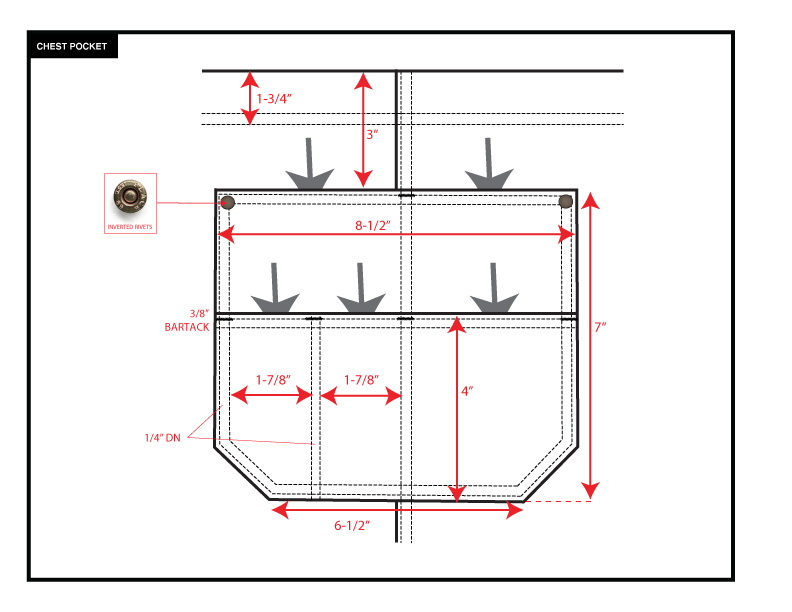 CHEST POCKET
1-3/4”
3”
INVERTED RIVETS
8-1/2”
3/8”
BARTACK
7”
1-7/8”
1-7/8”
4”
1/4” DN
6-1/2”